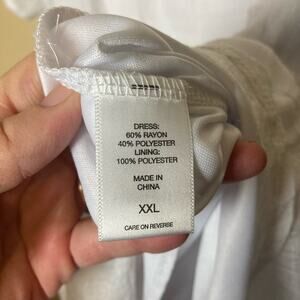 DRESS:
60% RAYON
40% POLYESTER
LINING:
100% POLYESTER
MADE IN
CHINA
XXL
CARE ON REVERSE